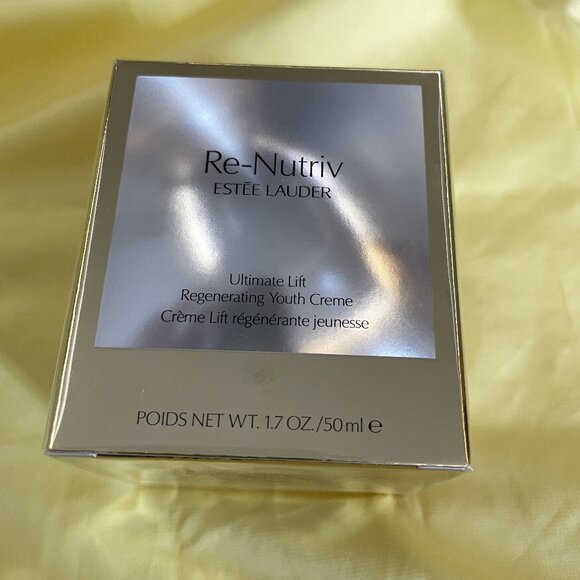 Re-Nutriv
ESTĒE LAUDER
Ultimate Lift
Regenerating Youth Creme
Crème Lift régénérante jeunesse
POIDS NET WT. 1.7 OZ./50 ml ℮